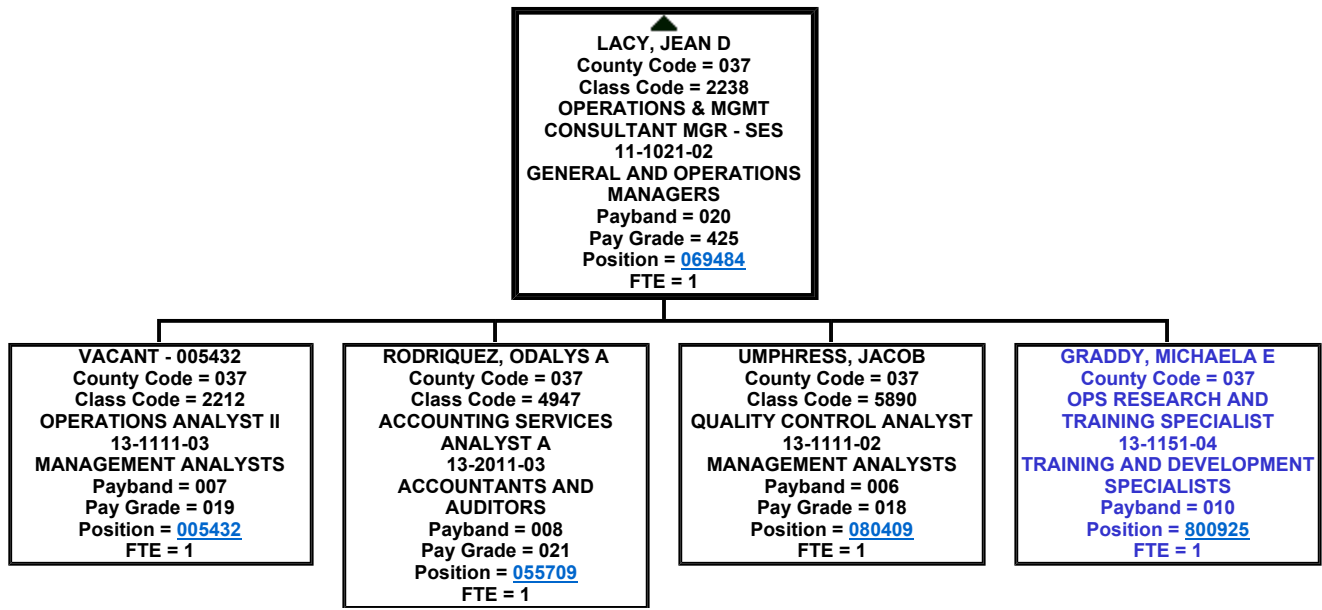 LACY, JEAN D
County Code = 037
Class Code = 2238
OPERATIONS & MGMT
CONSULTANT MGR - SES
11-1021-02
GENERAL AND OPERATIONS
MANAGERS
Payband = 020
Pay Grade = 425
Position = 069484
FTE = 1
VACANT - 005432
County Code = 037
Class Code = 2212
OPERATIONS ANALYST II
13-1111-03
MANAGEMENT ANALYSTS
Payband = 007
Pay Grade = 019
Position = 005432
FTE = 1
RODRIQUEZ, ODALYS A
County Code = 037
Class Code = 4947
ACCOUNTING SERVICES
ANALYST A
13-2011-03
ACCOUNTANTS AND
AUDITORS
Payband = 008
Pay Grade = 021
Position = 055709
FTE = 1
UMPHRESS, JACOB
County Code = 037
Class Code = 5890
QUALITY CONTROL ANALYST
13-1111-02
MANAGEMENT ANALYSTS
Payband = 006
Pay Grade = 018
Position = 080409
FTE = 1
GRADDY, MICHAELA E
County Code = 037
OPS RESEARCH AND
TRAINING SPECIALIST
13-1151-04
TRAINING AND DEVELOPMENT
SPECIALISTS
Payband = 010
Position = 800925
FTE = 1